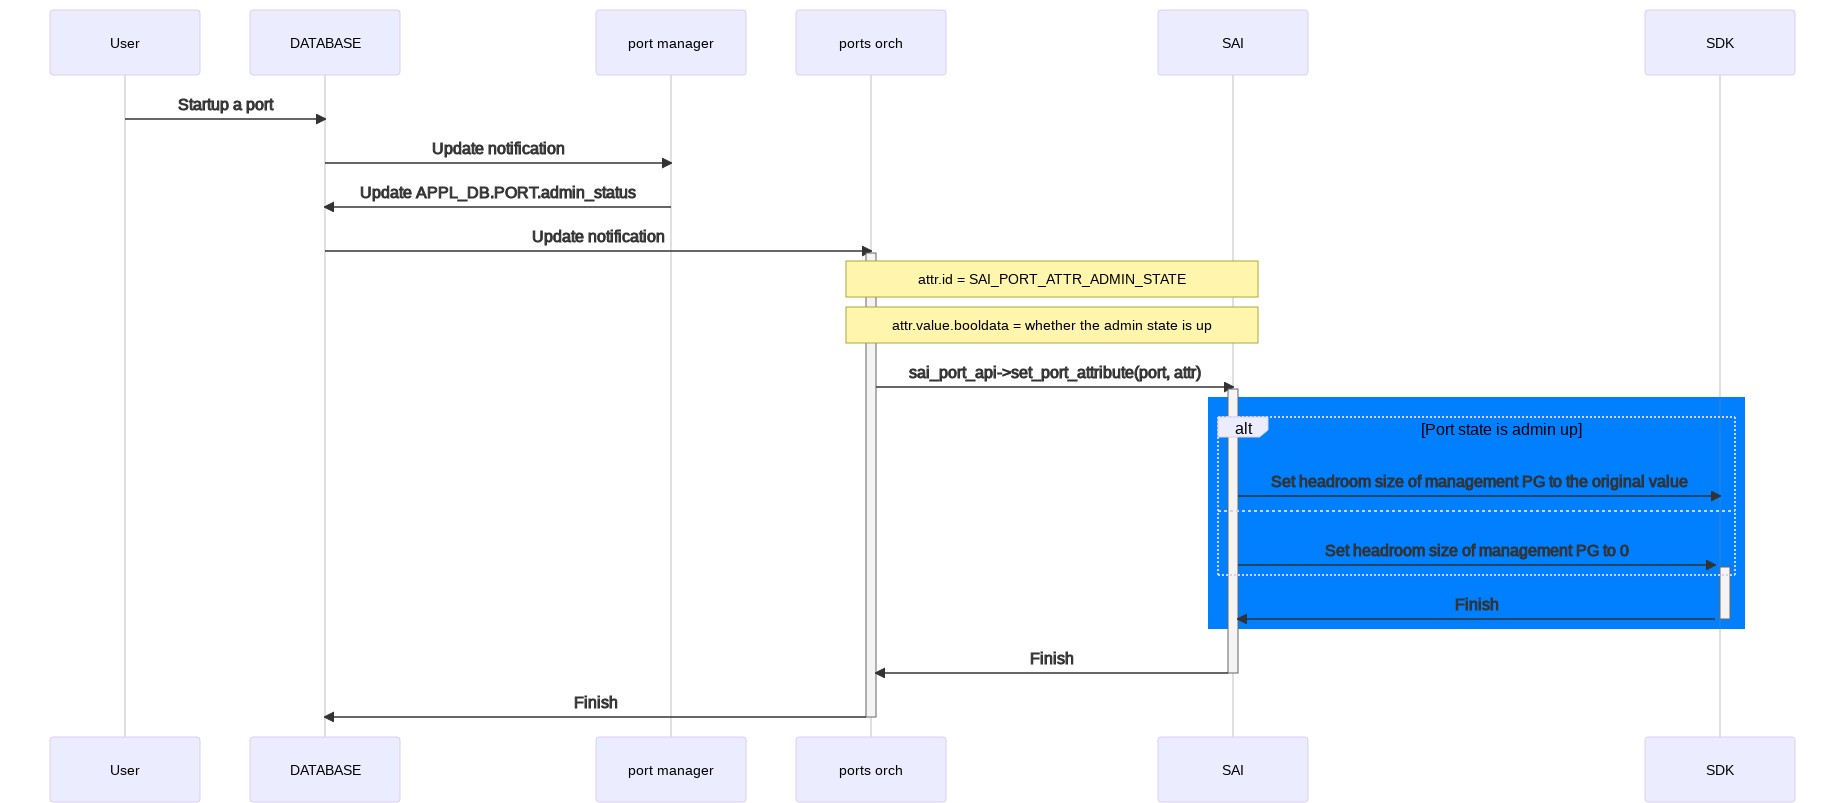 User
DATABASE
port manager
ports orch
SAI
SDK
Startup a port
Update notification
Update APPL_DB.PORT.admin_status
Update notification
attr.id = SAI_PORT_ATTR_ADMIN_STATE
attr.value.booldata = whether the admin state is up
sai_port_api->set_port_attribute(port, attr)
alt
[Port state is admin up]
Set headroom size of management PG to the original value
Set headroom size of management PG to 0
Finish
Finish
Finish
User
DATABASE
port manager
ports orch
SAI
SDK